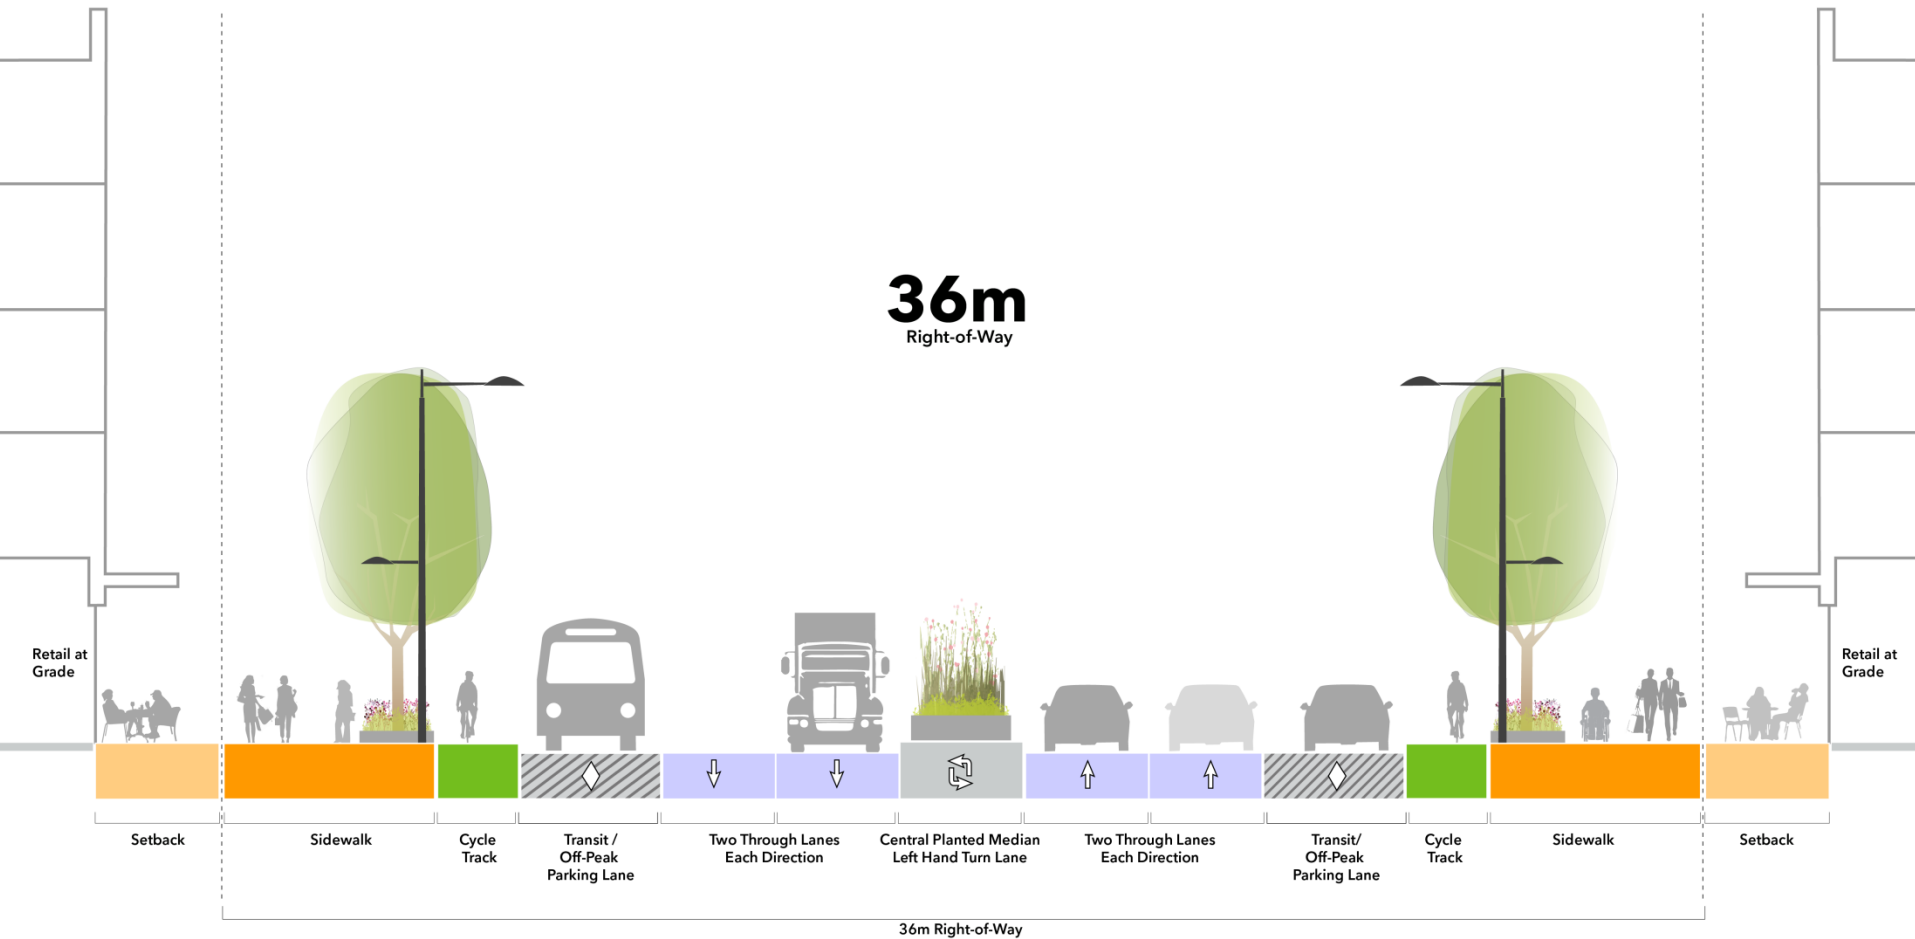 36m
Right-of-Way
Retail at
Grade
Retail at
Grade
Setback
Sidewalk
Cycle
Track
Transit /
Off-Peak
Parking Lane
Two Through Lanes
Each Direction
Central Planted Median
Left Hand Turn Lane
Two Through Lanes
Each Direction
Transit/
Off-Peak
Parking Lane
Cycle
Track
Sidewalk
Setback
36m Right-of-Way